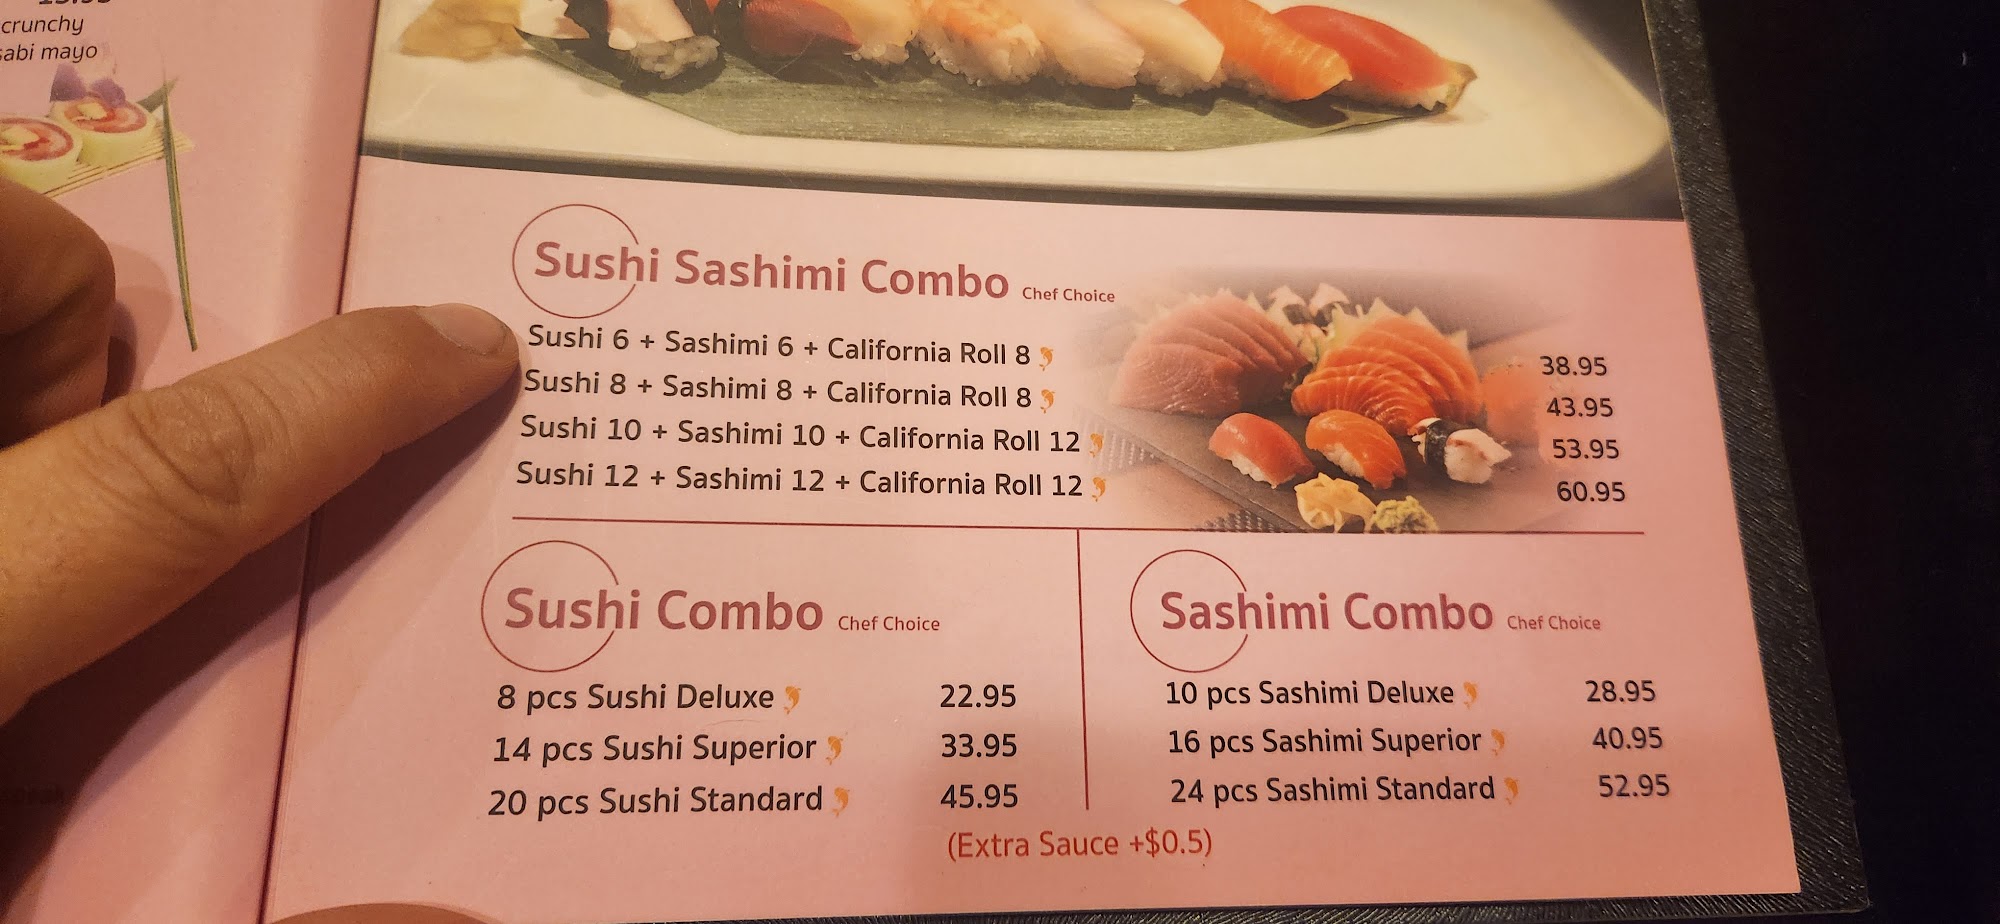 crunchy
mayo
Sushi Sashimi Combo Chef Choice
Sushi 6 + Sashimi 6 + California Roll 8 38.95
Sushi 8 + Sashimi 8 + California Roll 8 43.95
Sushi 10 + Sashimi 10 + California Roll 12 53.95
Sushi 12 + Sashimi 12 + California Roll 12 60.95
Sushi Combo Chef Choice
8 pcs Sushi Deluxe 22.95
14 pcs Sushi Superior 33.95
20 pcs Sushi Standard 45.95
Sashimi Combo Chef Choice
10 pcs Sashimi Deluxe 28.95
16 pcs Sashimi Superior 40.95
24 pcs Sashimi Standard 52.95
(Extra Sauce +$0.5)